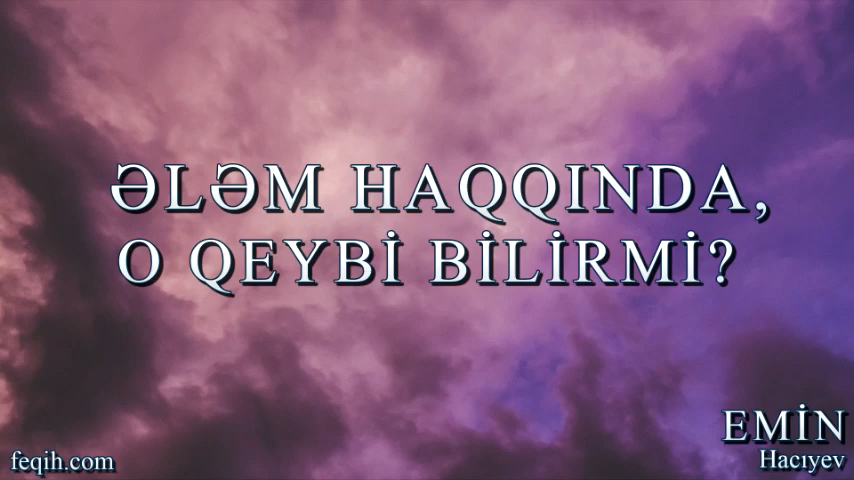 ƏLƏM HAQQINDA,
O QEYBİ BİLİRMİ?
EMİN
Hacıyev
feqih.com